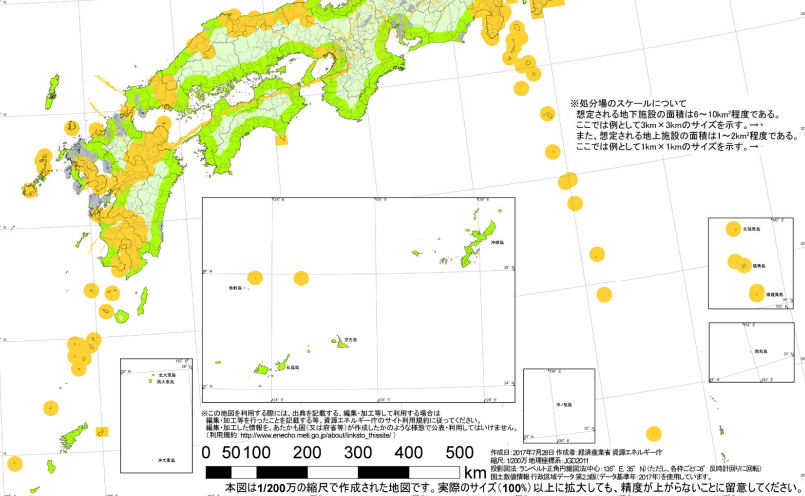 ※処分場のスケールについて
想定される地下施設の面積は6～10km²程度である。
ここでは例として3km×3kmのサイズを示す。→
また、想定される地上施設の面積は1～2km²程度である。
ここでは例として1km×1kmのサイズを示す。→
沖縄島
魚釣島
宮古島
石垣島
北硫黄島
硫黄島
南硫黄島
南鳥島
沖ノ鳥島
北大東島
南大東島
沖大東島
※この地図を利用する際には、出典を記載する、編集・加工等して利用する場合は
編集・加工等を行ったことを記載する等、資源エネルギー庁のサイト利用規約に従ってください。
編集・加工した情報を、あたかも国(又は府省等)が作成したかのような様態で公表・利用してはいけません。
(利用規約: http://www.enecho.meti.go.jp/about/linksto_thissite/ )
0 50 100 200 300 400 500
km
作成日:2017年7月28日 作成者:経済産業省 資源エネルギー庁
縮尺:1/200万 地理座標系:JGD2011
投影図法:ランベルト正角円錐図法(中心:135° E, 35° N)(ただし、各枠ごとに3° 反時計回りに回転)
国土数値情報 行政区域データ 第2.3版(データ基準年:2017年)を使用しています。
本図は1/200万の縮尺で作成された地図です。実際のサイズ(100%)以上に拡大しても、精度が上がらないことに留意してください。